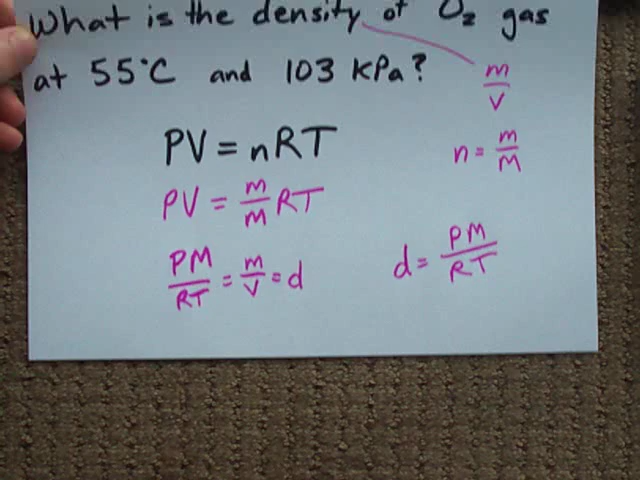 What is the density of O₂ gas
at 55°C and 103 kPa?
m/V
PV = nRT
n = m/M
PV = m/M RT
PM/RT = m/V = d
d = PM/RT